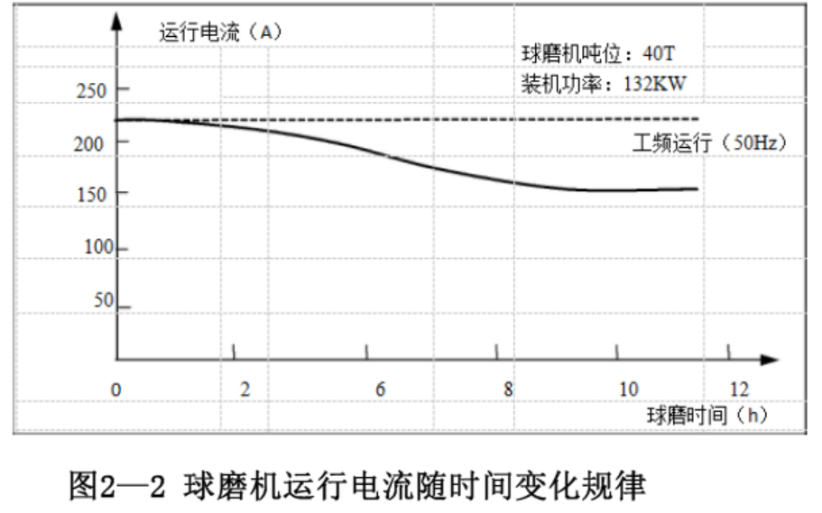 运行电流（A）
球磨机吨位：40T
装机功率：132KW
250
200
工频运行（50Hz）
150
100
50
0 2 6 8 10 12
球磨时间（h）
图2—2 球磨机运行电流随时间变化规律